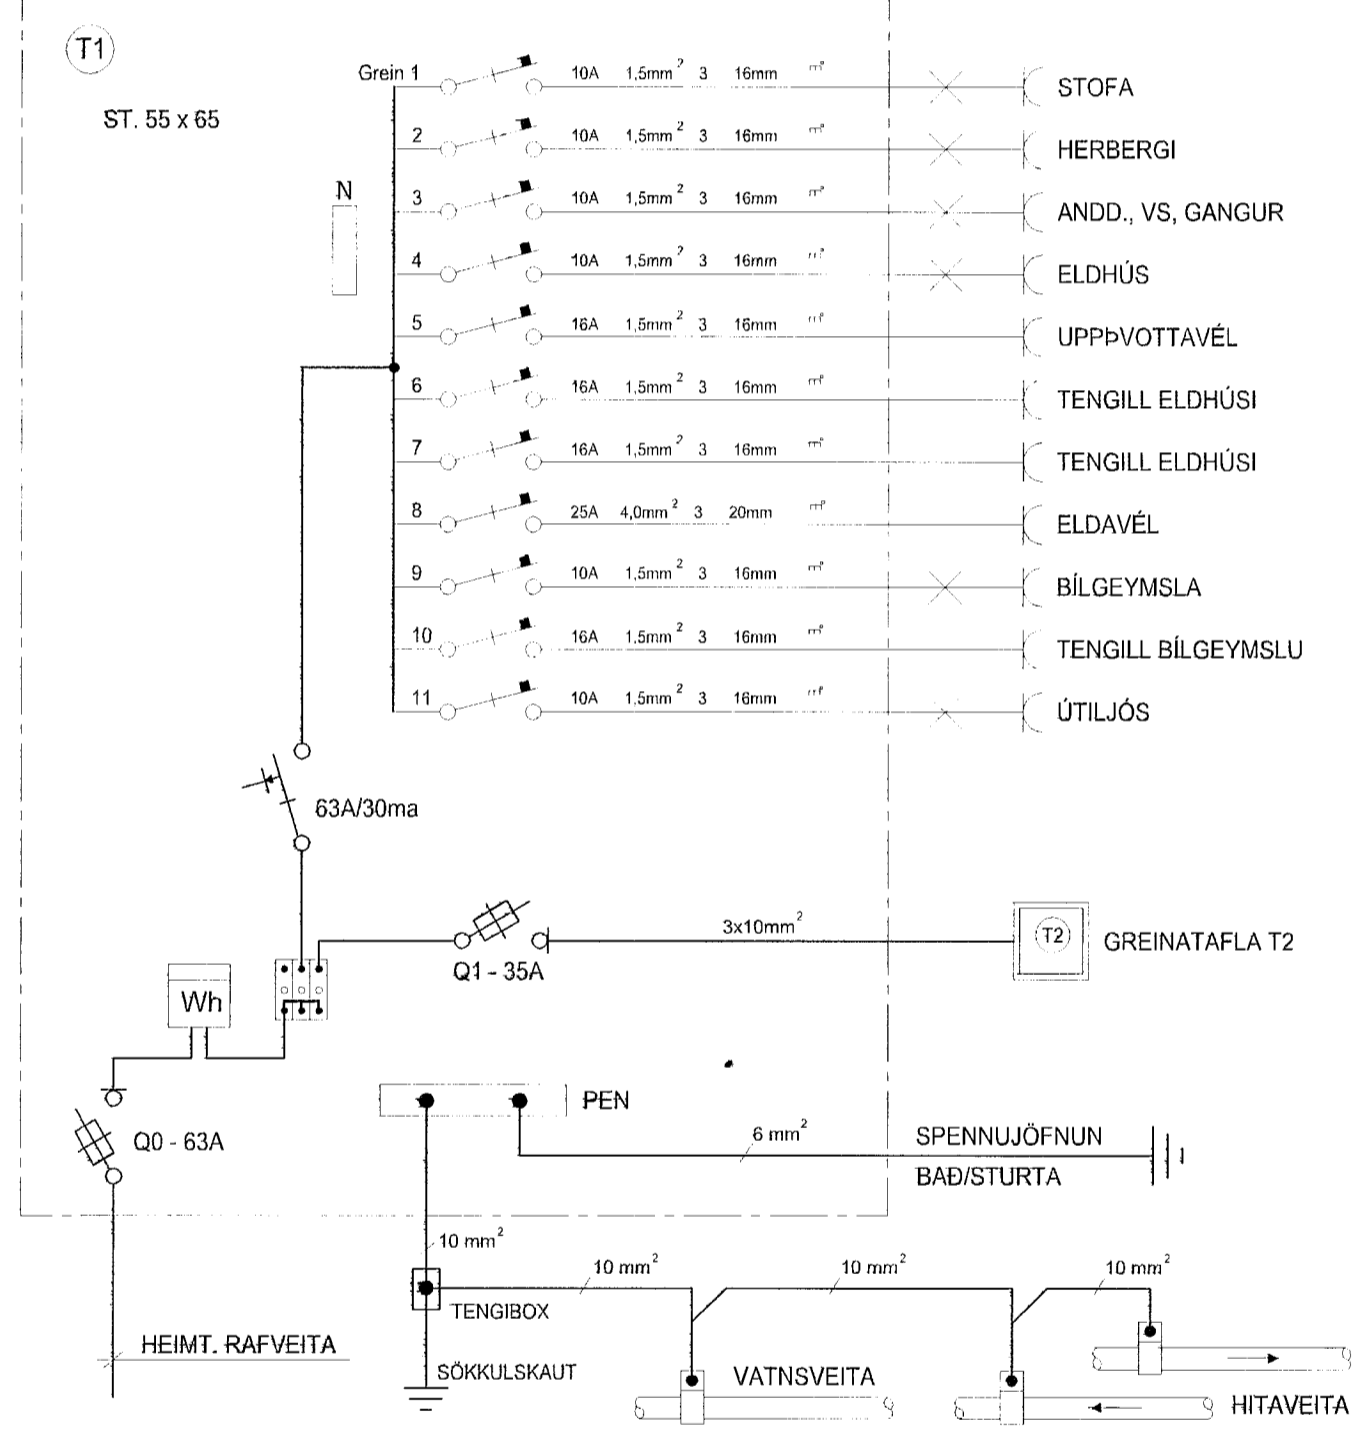 T1
ST. 55 x 65
N
Grein 1 10A 1,5mm² 3 16mm STOFA
2 10A 1,5mm² 3 16mm HERBERGI
3 10A 1,5mm² 3 16mm ANDD., VS, GANGUR
4 10A 1,5mm² 3 16mm ELDHÚS
5 16A 1,5mm² 3 16mm UPPÞVOTTAVÉL
6 16A 1,5mm² 3 16mm TENGILL ELDHÚSI
7 16A 1,5mm² 3 16mm TENGILL ELDHÚSI
8 25A 4,0mm² 3 20mm ELDAVÉL
9 10A 1,5mm² 3 16mm BÍLGEYMSLA
10 16A 1,5mm² 3 16mm TENGILL BÍLGEYMSLU
11 10A 1,5mm² 3 16mm ÚTILJÓS
63A/30ma
3x10mm²
T2
GREINATAFLA T2
Q1 - 35A
Wh
PEN
Q0 - 63A
6 mm²
SPENNUJÖFNUN
BAÐ/STURTA
10 mm²
10 mm²
10 mm²
10 mm²
TENGIBOX
HEIMT. RAFVEITA
SÖKKULSKAUT
VATNSVEITA
HITAVEITA